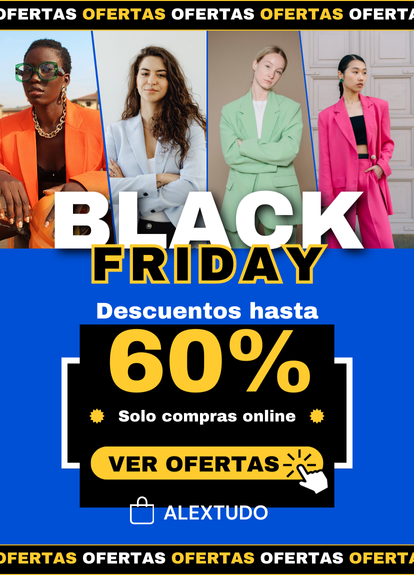 OFERTAS OFERTAS OFERTAS OFERTAS OFERTAS
BLACK
FRIDAY
Descuentos hasta
60%
Solo compras online
VER OFERTAS
ALEXTUDO
OFERTAS OFERTAS OFERTAS OFERTAS OFERTAS